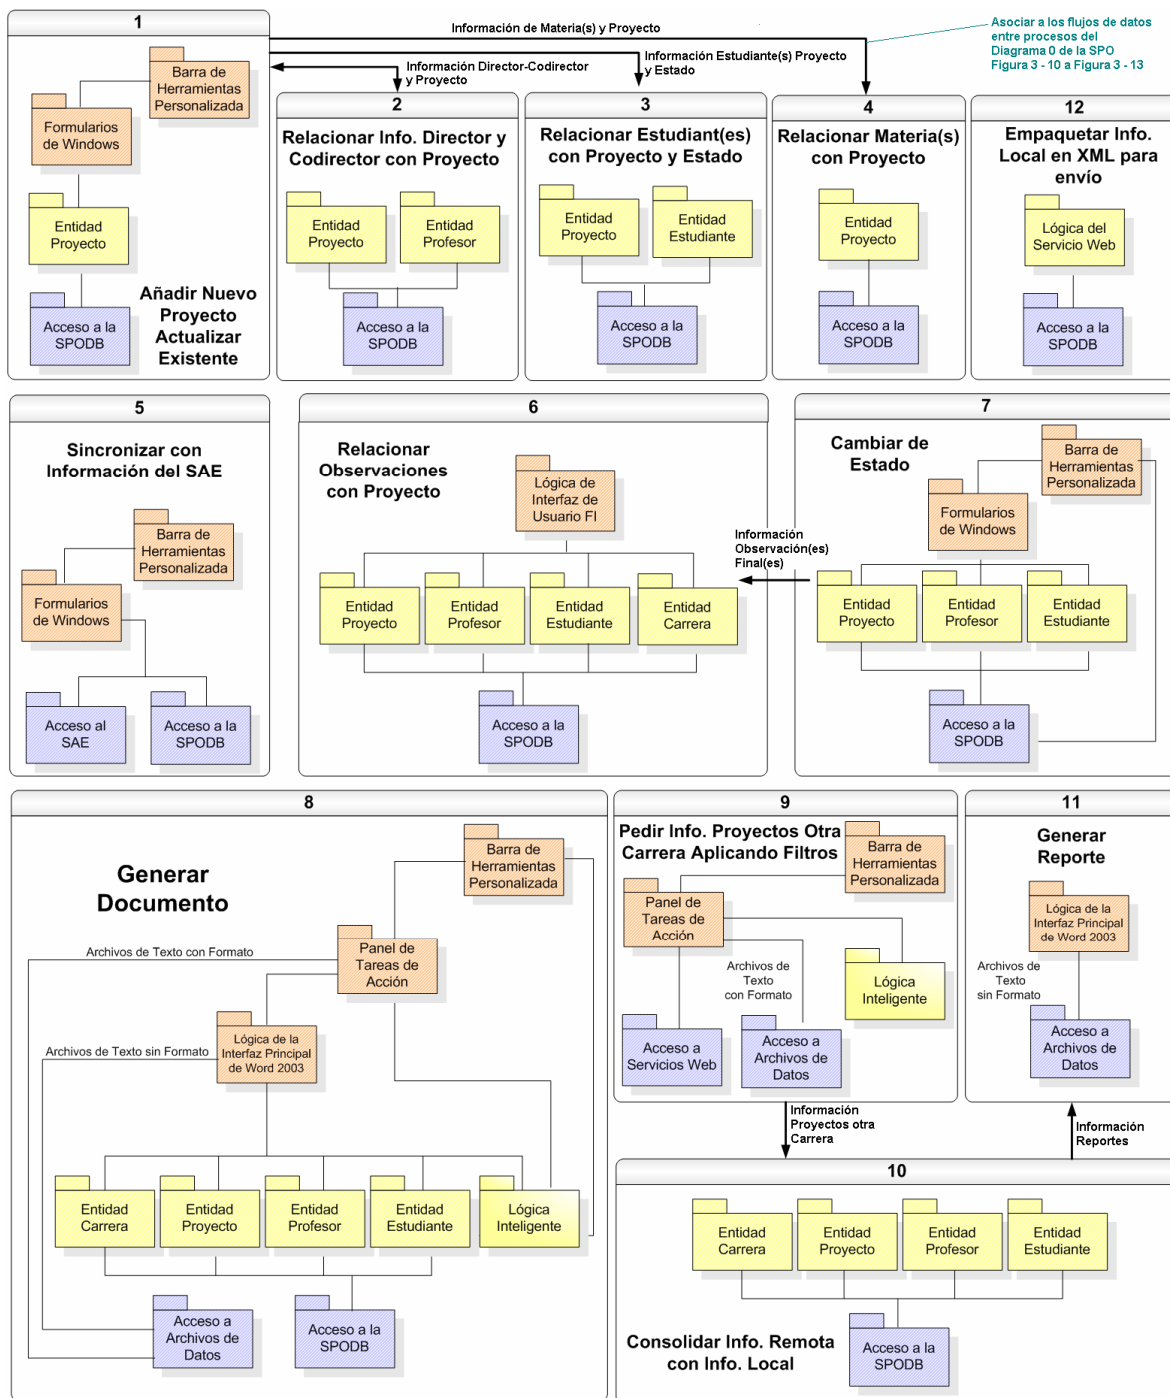 1
Información de Materia(s) y Proyecto
Asociar a los flujos de datos
entre procesos del
Diagrama 0 de la SPO
Figura 3 - 10 a Figura 3 - 13
Información Estudiante(s) Proyecto
y Estado
Información Director-Codirector
y Proyecto
Barra de
Herramientas
Personalizada
Formularios
de Windows
Entidad
Proyecto
Acceso a la
SPODB
Añadir Nuevo
Proyecto
Actualizar
Existente
2
Relacionar Info. Director y
Codirector con Proyecto
Entidad
Proyecto
Entidad
Profesor
Acceso a la
SPODB
3
Relacionar Estudiant(es)
con Proyecto y Estado
Entidad
Proyecto
Entidad
Estudiante
Acceso a la
SPODB
4
Relacionar Materia(s)
con Proyecto
Entidad
Proyecto
Acceso a la
SPODB
12
Empaquetar Info.
Local en XML para
envío
Lógica del
Servicio Web
Acceso a la
SPODB
5
Sincronizar con
Información del SAE
Barra de
Herramientas
Personalizada
Formularios
de Windows
Acceso al
SAE
Acceso a la
SPODB
6
Relacionar
Observaciones
con Proyecto
Lógica de
Interfaz de
Usuario FI
Entidad
Proyecto
Entidad
Profesor
Entidad
Estudiante
Entidad
Carrera
Acceso a la
SPODB
Información
Observación(es)
Final(es)
7
Cambiar de
Estado
Barra de
Herramientas
Personalizada
Formularios
de Windows
Entidad
Proyecto
Entidad
Profesor
Entidad
Estudiante
Acceso a la
SPODB
8
Generar
Documento
Barra de
Herramientas
Personalizada
Archivos de Texto con Formato
Panel de
Tareas de
Acción
Archivos de Texto sin Formato
Lógica de la
Interfaz Principal
de Word 2003
Entidad
Carrera
Entidad
Proyecto
Entidad
Profesor
Entidad
Estudiante
Lógica
Inteligente
Acceso a
Archivos de
Datos
Acceso a la
SPODB
9
Pedir Info. Proyectos Otra
Carrera Aplicando Filtros
Barra de
Herramientas
Personalizada
Panel de
Tareas de
Acción
Archivos de
Texto
con Formato
Lógica
Inteligente
Acceso a
Servicios Web
Acceso a
Archivos de
Datos
11
Generar
Reporte
Lógica de la
Interfaz Principal
de Word 2003
Archivos de
Texto
sin Formato
Acceso a
Archivos de
Datos
Información
Proyectos otra
Carrera
Información
Reportes
10
Entidad
Carrera
Entidad
Proyecto
Entidad
Profesor
Entidad
Estudiante
Consolidar Info. Remota
con Info. Local
Acceso a la
SPODB